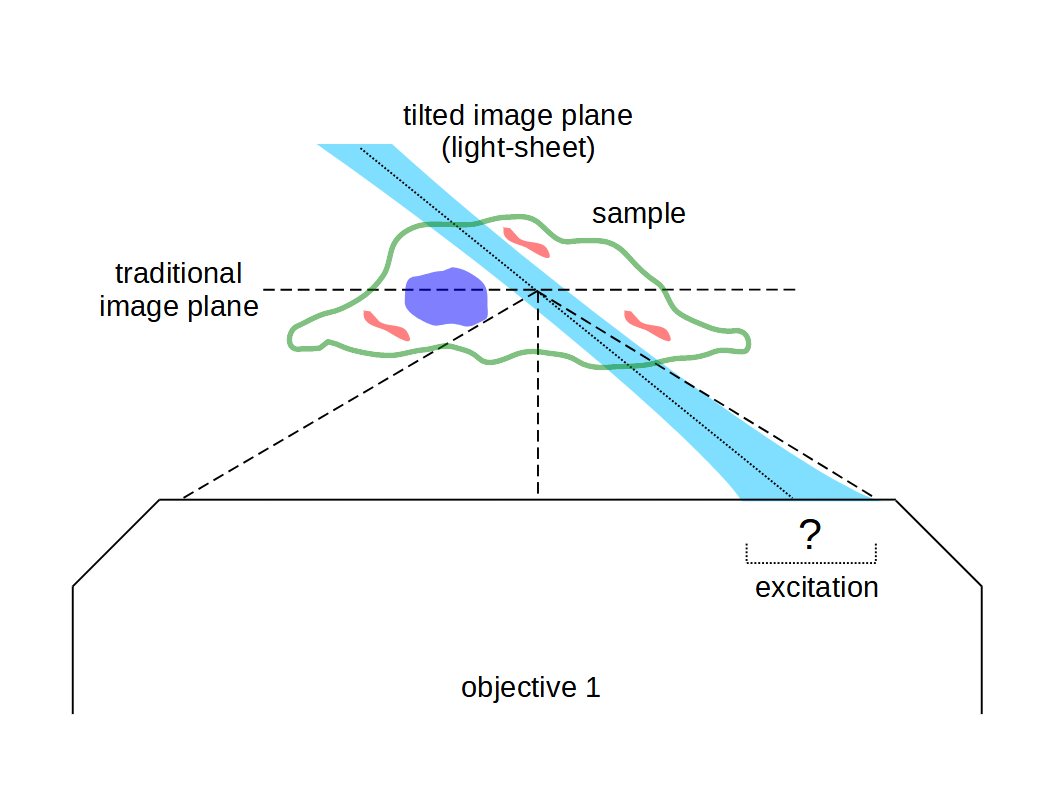 tilted image plane
(light-sheet)
sample
traditional
image plane
?
excitation
objective 1